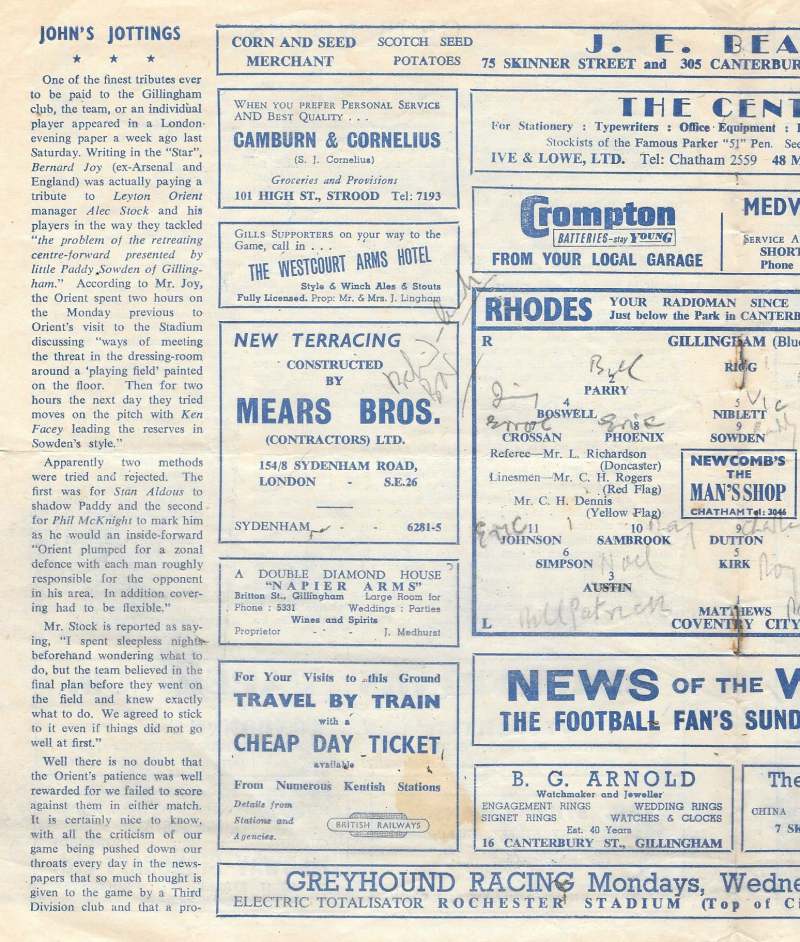 JOHN'S JOTTINGS
★ ★ ★
One of the finest tributes ever
to be paid to the Gillingham
club, the team, or an individual
player appeared in a London
evening paper a week ago last
Saturday. Writing in the "Star",
Bernard Joy (ex-Arsenal and
England) was actually paying a
tribute to Leyton Orient
manager Alec Stock and his
players in the way they tackled
"the problem of the retreating
centre-forward presented by
little Paddy Sowden of Gilling-
ham." According to Mr. Joy,
the Orient spent two hours on
the Monday previous to
Orient's visit to the Stadium
discussing "ways of meeting
the threat in the dressing-room
around a 'playing field' painted
on the floor. Then for two
hours the next day they tried
moves on the pitch with Ken
Facey leading the reserves in
Sowden's style."
Apparently two methods
were tried and rejected. The
first was for Stan Aldous to
shadow Paddy and the second
for Phil McKnight to mark him
as he would an inside-forward
"Orient plumped for a zonal
defence with each man roughly
responsible for the opponent
in his area. In addition cover-
ing had to be flexible."
Mr. Stock is reported as say-
ing, "I spent sleepless nights
beforehand wondering what to
do, but the team believed in the
final plan before they went on
the field and knew exactly
what to do. We agreed to stick
to it even if things did not go
well at first."
Well there is no doubt that
the Orient's patience was well
rewarded for we failed to score
against them in either match.
It is certainly nice to know,
with all the criticism of our
game being pushed down our
throats every day in the news-
papers that so much thought is
given to the game by a Third
Division club and that a pro-
CORN AND SEED SCOTCH SEED J. E. BEA
MERCHANT POTATOES 75 SKINNER STREET and 305 CANTERBUR
WHEN YOU PREFER PERSONAL SERVICE
AND BEST QUALITY . . .
CAMBURN & CORNELIUS
(S. J. Cornelius)
Groceries and Provisions
101 HIGH ST., STROOD Tel: 7193
GILLS SUPPORTERS on your way to the
Game, call in . . .
THE WESTCOURT ARMS HOTEL
Style & Winch Ales & Stouts
Fully Licensed. Prop: Mr. & Mrs. J. Lingham
NEW TERRACING
CONSTRUCTED
BY
MEARS BROS.
(CONTRACTORS) LTD.
154/8 SYDENHAM ROAD,
LONDON - S.E.26
SYDENHAM - - 6281-5
A DOUBLE DIAMOND HOUSE
"NAPIER ARMS"
Britton St., Gillingham Large Room for
Phone : 5331 Weddings : Parties
Wines and Spirits
Proprietor - - - J. Medhurst
For Your Visits to this Ground
TRAVEL BY TRAIN
with a
CHEAP DAY TICKET
available
From Numerous Kentish Stations
Details from
Stations and
Agencies.
BRITISH RAILWAYS
THE CENT
For Stationery : Typewriters : Office Equipment :
Stockists of the Famous Parker "51" Pen. See
IVE & LOWE, LTD. Tel: Chatham 2559 48 M
Crompton
BATTERIES-stay YOUNG
FROM YOUR LOCAL GARAGE
MEDW
SERVICE A
SHORT
Phone
RHODES YOUR RADIOMAN SINCE
Just below the Park in CANTERB
R GILLINGHAM (Blue
Bill RIGG
2
PARRY
Jimmy Vic
4 5
BOSWELL NIBLETT
Errol Eric Paddy
8 9
CROSSAN PHOENIX SOWDEN
Referee—Mr. L. Richardson
(Doncaster)
Linesmen—Mr. C. H. Rogers
(Red Flag)
Mr. C. H. Dennis
(Yellow Flag)
NEWCOMB'S
THE
MAN'S SHOP
CHATHAM Tel: 3046
Eric Ray Charlie
11 10 9
JOHNSON SAMBROOK DUTTON
6 5
SIMPSON Noel KIRK Roy
3
AUSTIN
Bill Patrick
MATTHEWS
L COVENTRY CITY
NEWS OF THE W
THE FOOTBALL FAN'S SUND
B. G. ARNOLD
Watchmaker and Jeweller
ENGAGEMENT RINGS WEDDING RINGS
SIGNET RINGS WATCHES & CLOCKS
Est. 40 Years
16 CANTERBURY ST., GILLINGHAM
The
CHINA
7 SK
GREYHOUND RACING Mondays, Wedne
ELECTRIC TOTALISATOR ROCHESTER STADIUM (Top of Ci